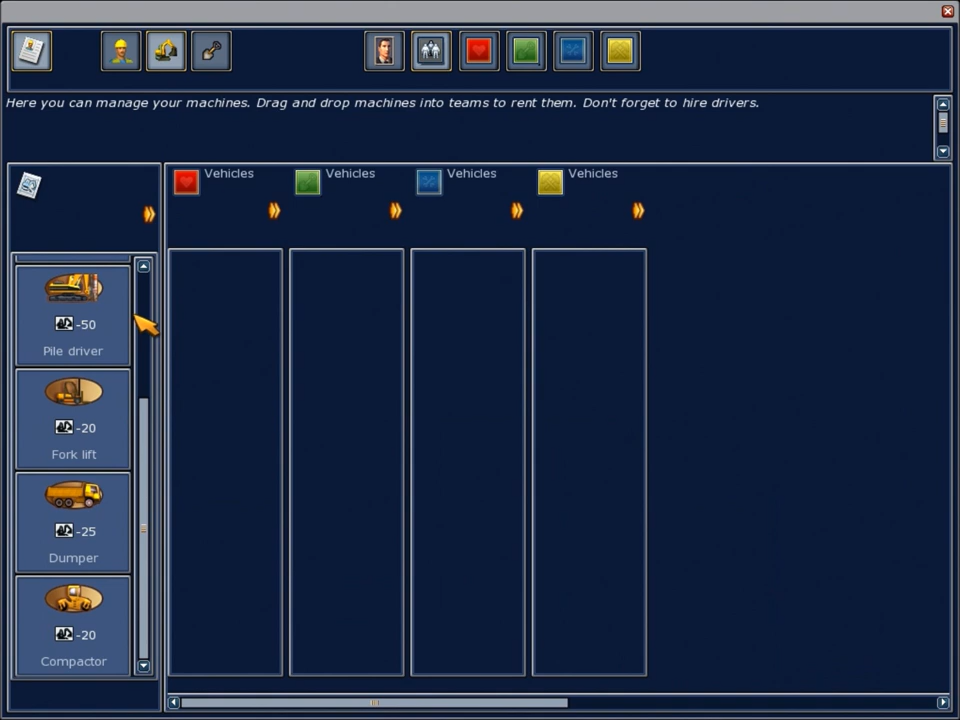 Here you can manage your machines. Drag and drop machines into teams to rent them. Don't forget to hire drivers.
Vehicles
Vehicles
Vehicles
Vehicles
-50
Pile driver
-20
Fork lift
-25
Dumper
-20
Compactor